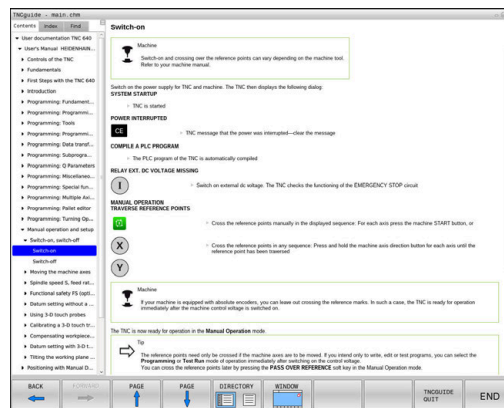 TNCguide - main.chm
Contents Index Find
User documentation TNC 640
User's Manual HEIDENHAIN...
Controls of the TNC
Fundamentals
First Steps with the TNC 640
Introduction
Programming: Fundament...
Programming: Programmi...
Programming: Tools
Programming: Programmi...
Programming: Data transf...
Programming: Subprogra...
Programming: Q Parameters
Programming: Miscellaneo...
Programming: Special fun...
Programming: Multiple Axi...
Programming: Pallet editor
Programming: Turning Op...
Manual operation and setup
Switch-on, switch-off
Switch-on
Switch-off
Moving the machine axes
Spindle speed S, feed rat...
Functional safety FS (opti...
Datum setting without a ...
Using 3-D touch probes
Calibrating a 3-D touch tr...
Compensating workpiece...
Datum setting with 3-D t...
Tilting the working plane ...
Positioning with Manual D...
Switch-on
Machine
Switch-on and crossing over the reference points can vary depending on the machine tool.
Refer to your machine manual.
Switch on the power supply for TNC and machine. The TNC then displays the following dialog:
SYSTEM STARTUP
TNC is started
POWER INTERRUPTED
CE
TNC message that the power was interrupted—clear the message
COMPILE A PLC PROGRAM
The PLC program of the TNC is automatically compiled
RELAY EXT. DC VOLTAGE MISSING
I
Switch on external dc voltage. The TNC checks the functioning of the EMERGENCY STOP circuit
MANUAL OPERATION
TRAVERSE REFERENCE POINTS
Cross the reference points manually in the displayed sequence: For each axis press the machine START button, or
X
Cross the reference points in any sequence: Press and hold the machine axis direction button for each axis until the
reference point has been traversed
Y
Machine
If your machine is equipped with absolute encoders, you can leave out crossing the reference marks. In such a case, the TNC is ready for operation
immediately after the machine control voltage is switched on.
The TNC is now ready for operation in the Manual Operation mode.
Tip
The reference points need only be crossed if the machine axes are to be moved. If you intend only to write, edit or test programs, you can select the
Programming or Test Run mode of operation immediately after switching on the control voltage.
You can cross the reference points later by pressing the PASS OVER REFERENCE soft key in the Manual Operation mode.
BACK FORWARD PAGE PAGE DIRECTORY WINDOW TNCGUIDE QUIT END